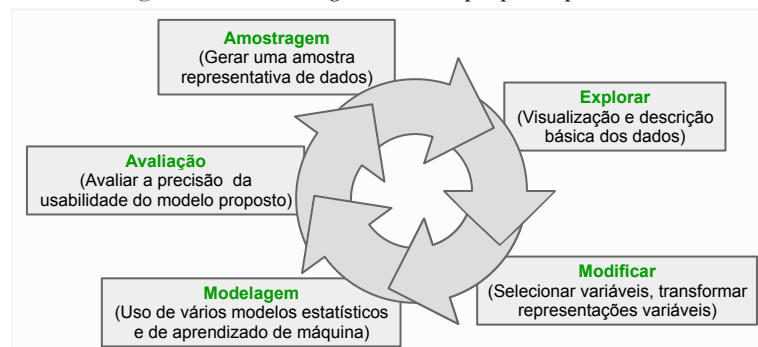 Amostragem
(Gerar uma amostra
representativa de dados)
Explorar
(Visualização e descrição
básica dos dados)
Avaliação
(Avaliar a precisão da
usabilidade do modelo proposto)
Modificar
(Selecionar variáveis, transformar
representações variáveis)
Modelagem
(Uso de vários modelos estatísticos
e de aprendizado de máquina)